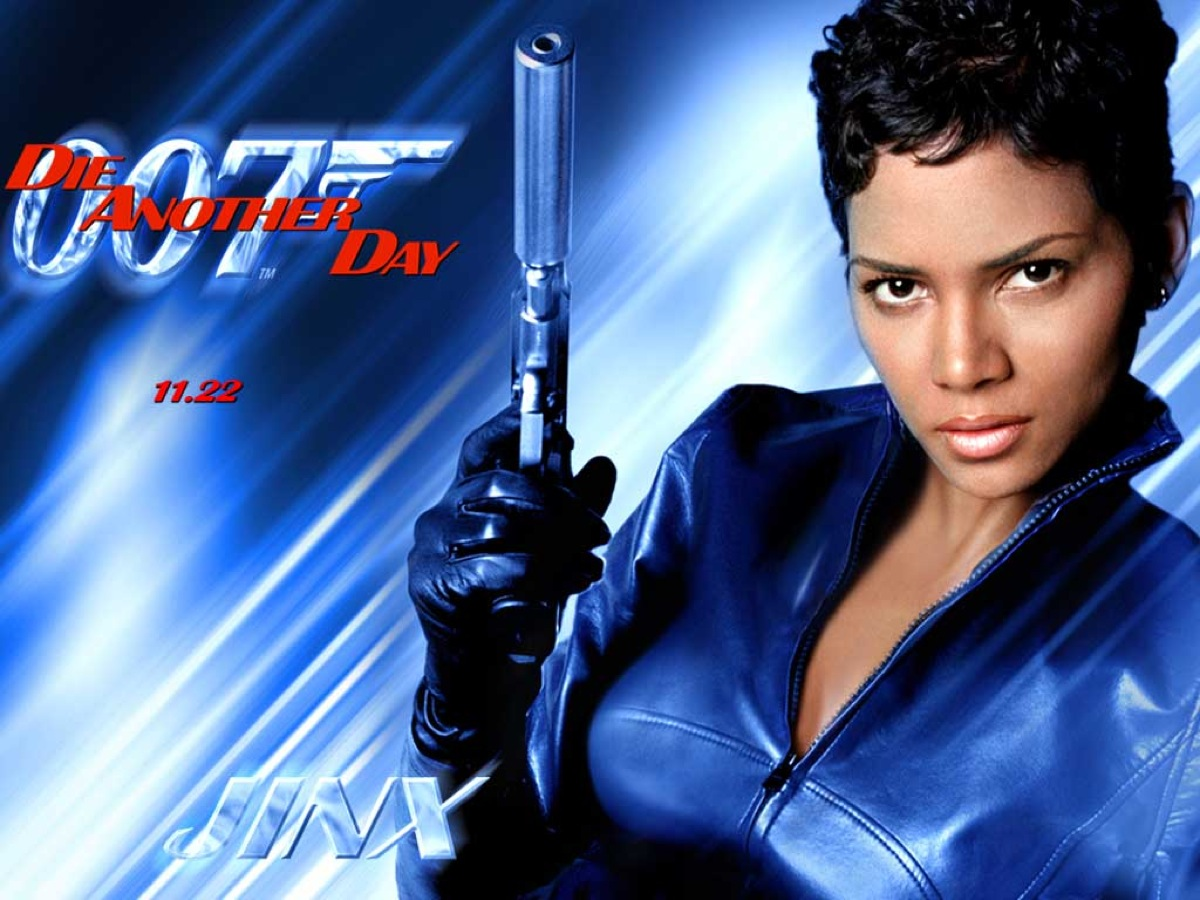 007
DIE
ANOTHER
DAY
TM
11.22
JINX